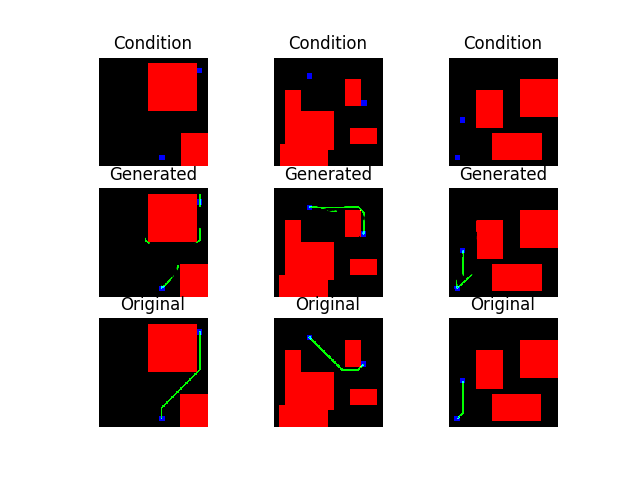 Condition Condition Condition
Generated Generated Generated
Original Original Original